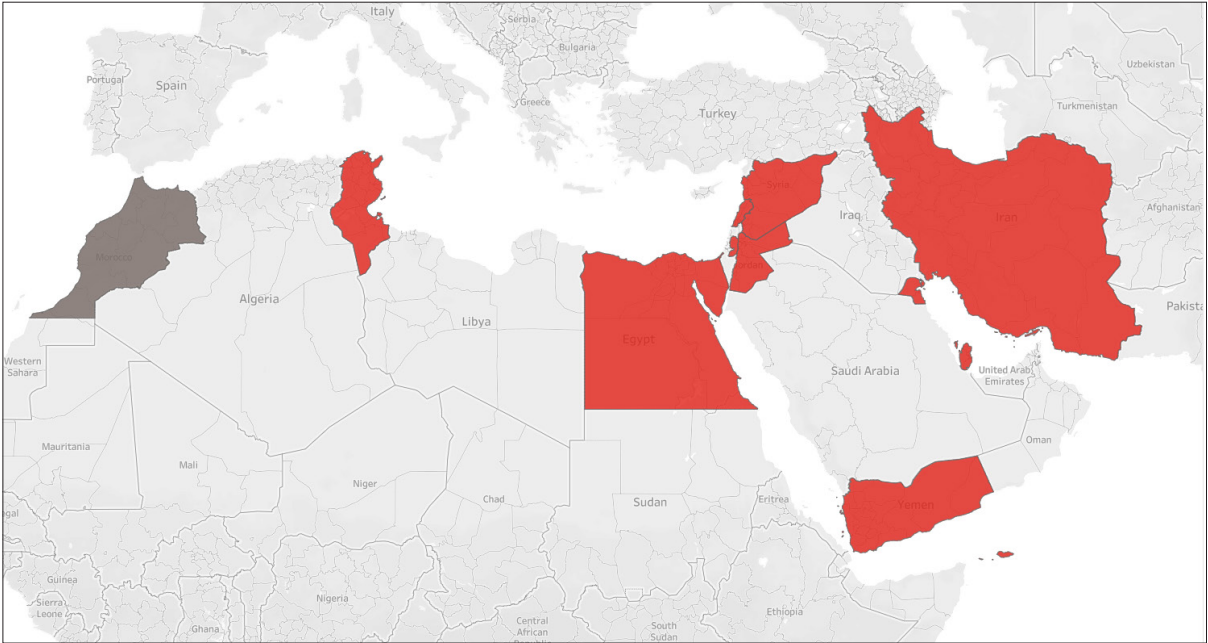 Italy
Serbia
Bulgaria
Uzbekistan
Portugal
Spain
Greece
Turkey
Turkmenistan
Syria
Iraq
Iran
Afghanistan
Morocco
Jordan
Algeria
Libya
Egypt
Pakista
Western
Sahara
Saudi Arabia
United Arab
Emirates
Oman
Mauritania
Mali
Niger
Chad
Sudan
Eritrea
Yemen
gal
Guinea
Sierra
Leone
Nigeria
Ghana
Ethiopia
Central
African
South
Sudan